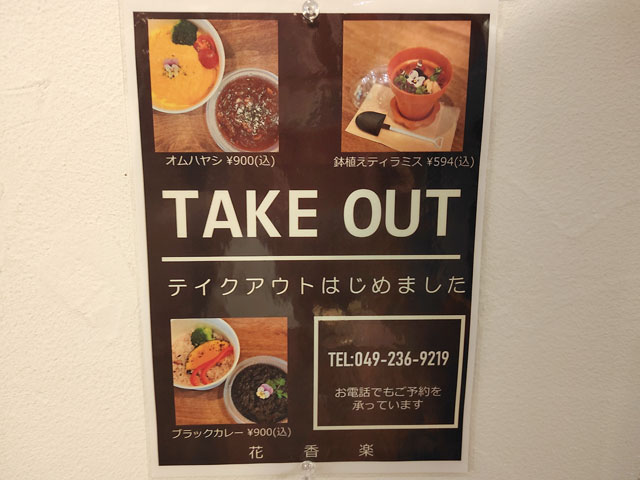 オムハヤシ ¥900(込)
鉢植えティラミス ¥594(込)
TAKE OUT
テイクアウトはじめました
TEL:049-236-9219
お電話でもご予約を
承っています
ブラックカレー ¥900(込)
花 香 楽